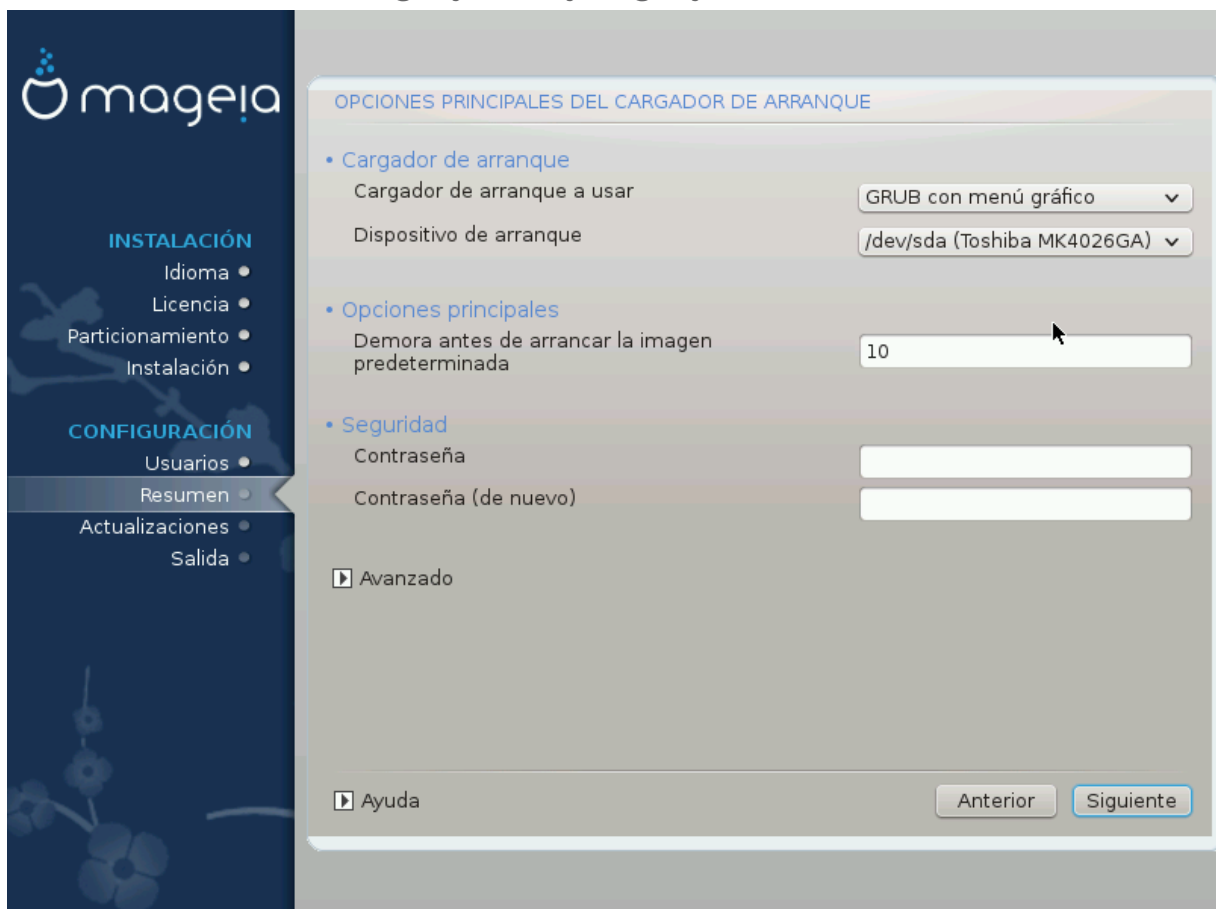 mageia
INSTALACIÓN
Idioma
Licencia
Particionamiento
Instalación
CONFIGURACIÓN
Usuarios
Resumen
Actualizaciones
Salida
OPCIONES PRINCIPALES DEL CARGADOR DE ARRANQUE
• Cargador de arranque
Cargador de arranque a usar
GRUB con menú gráfico
Dispositivo de arranque
/dev/sda (Toshiba MK4026GA)
• Opciones principales
Demora antes de arrancar la imagen
predeterminada
10
• Seguridad
Contraseña
Contraseña (de nuevo)
Avanzado
Ayuda
Anterior
Siguiente